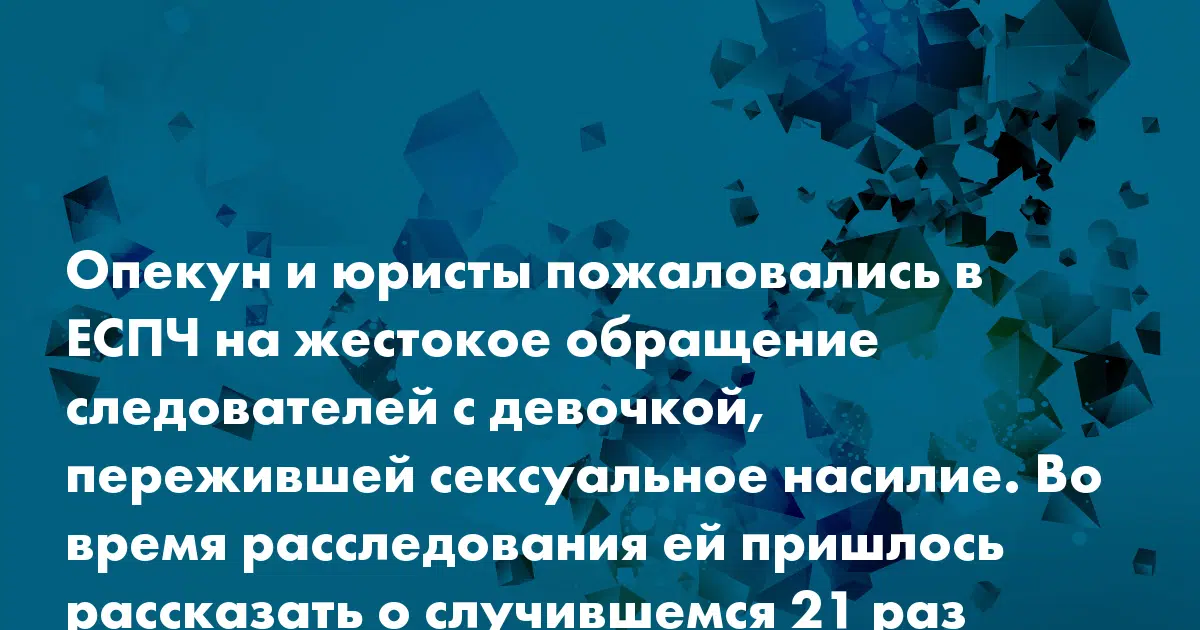 Опекун и юристы пожаловались в
ЕСПЧ на жестокое обращение
следователей с девочкой,
пережившей сексуальное насилие. Во
время расследования ей пришлось
рассказать о случившемся 21 раз